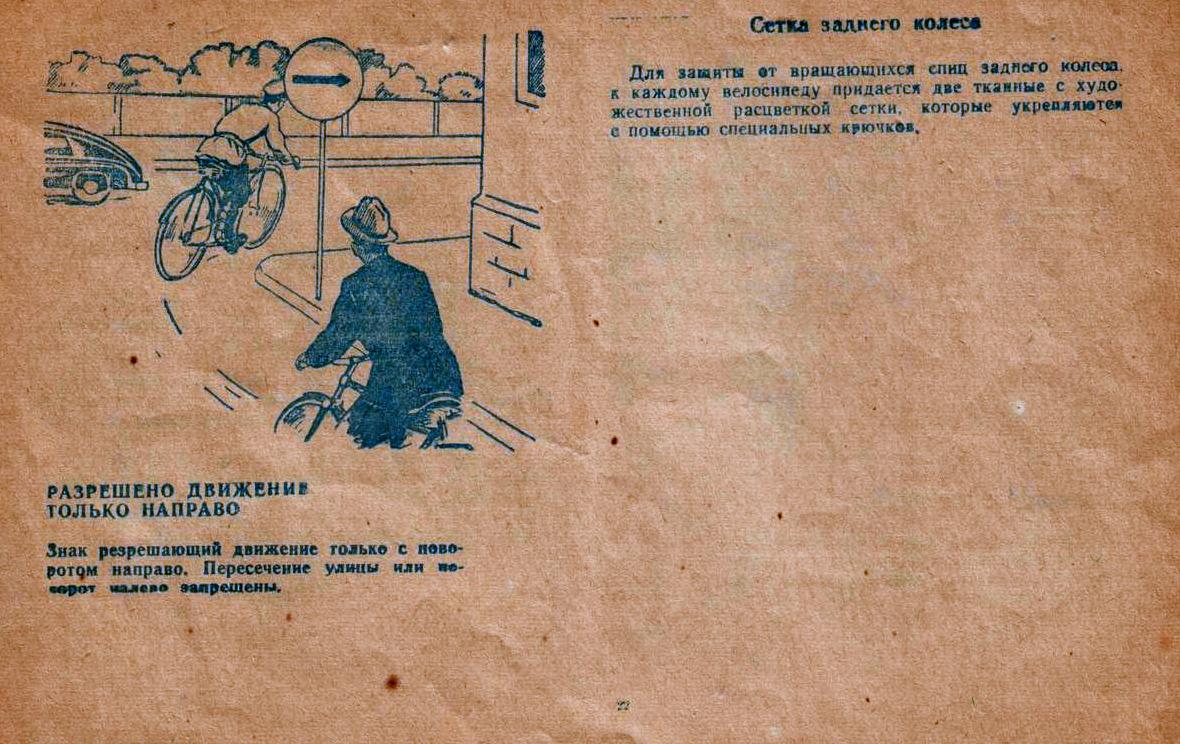 РАЗРЕШЕНО ДВИЖЕНИЕ
ТОЛЬКО НАПРАВО
Знак резрешающий движение только с пово-
ротом направо. Пересечение улицы или по-
ворот налево запрещены.
Сетка заднего колеса
Для защиты от вращающихся спиц заднего колеса.
к каждому велосипеду придается две тканные с худо-
жественной расцветкой сетки, которые укрепляются
с помощью специальных крючков.
22